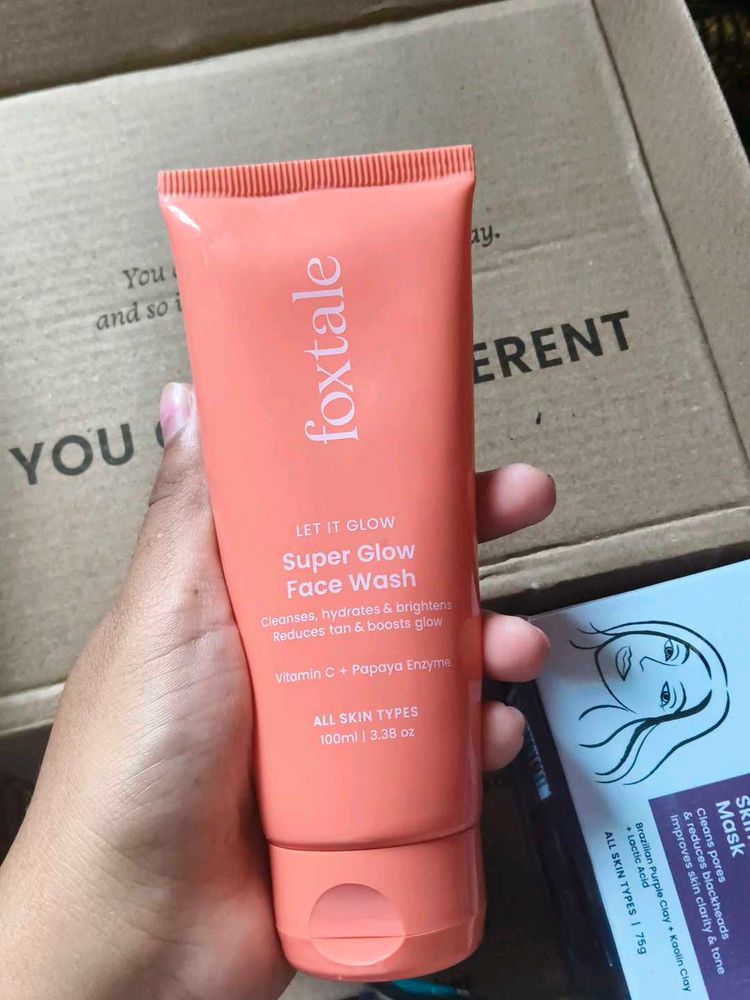 You
ay.
and so i
YOU
ERENT
foxtale
LET IT GLOW
Super Glow
Face Wash
Cleanses, hydrates & brightens
Reduces tan & boosts glow
Vitamin C + Papaya Enzyme
ALL SKIN TYPES
100ml | 3.38 oz
Mask
Cleans pores
& reduces blackheads
improves skin clarity & tone
Brazilian Purple Clay + Kaolin Clay
+ Lactic Acid
ALL SKIN TYPES | 75g